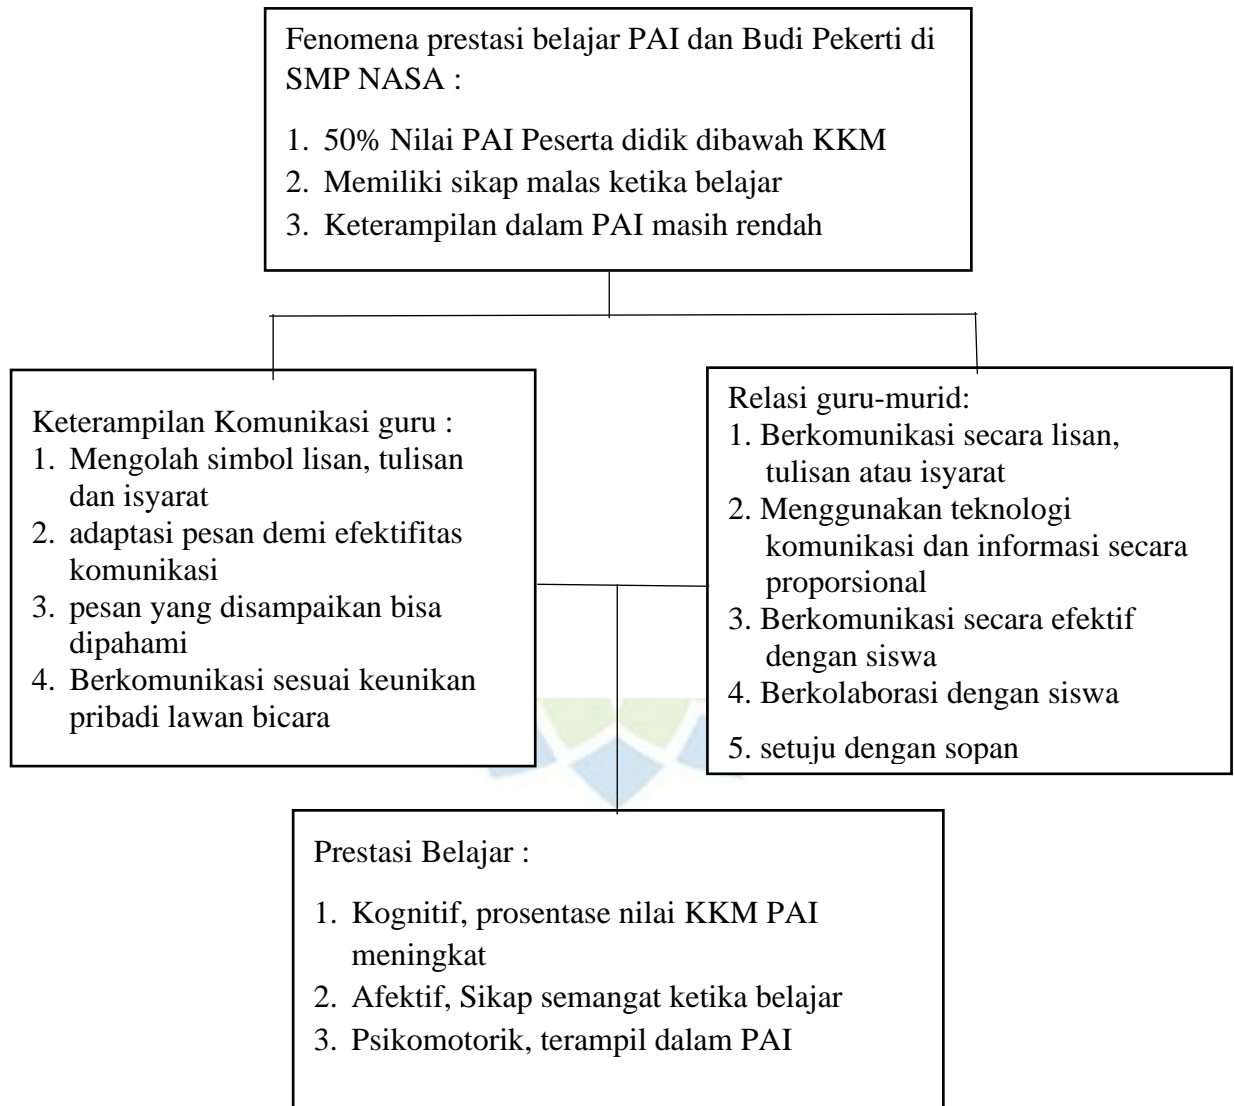 Fenomena prestasi belajar PAI dan Budi Pekerti di
SMP NASA :
1. 50% Nilai PAI Peserta didik dibawah KKM
2. Memiliki sikap malas ketika belajar
3. Keterampilan dalam PAI masih rendah
Keterampilan Komunikasi guru :
1. Mengolah simbol lisan, tulisan
dan isyarat
2. adaptasi pesan demi efektifitas
komunikasi
3. pesan yang disampaikan bisa
dipahami
4. Berkomunikasi sesuai keunikan
pribadi lawan bicara
Relasi guru-murid:
1. Berkomunikasi secara lisan,
tulisan atau isyarat
2. Menggunakan teknologi
komunikasi dan informasi secara
proporsional
3. Berkomunikasi secara efektif
dengan siswa
4. Berkolaborasi dengan siswa
5. setuju dengan sopan
Prestasi Belajar :
1. Kognitif, prosentase nilai KKM PAI
meningkat
2. Afektif, Sikap semangat ketika belajar
3. Psikomotorik, terampil dalam PAI